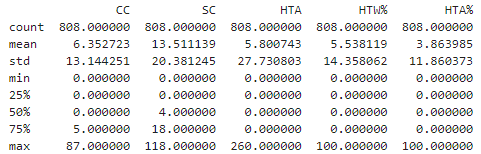 CC SC HTA HTW% HTA%
count 808.000000 808.000000 808.000000 808.000000 808.000000
mean 6.352723 13.511139 5.800743 5.538119 3.863985
std 13.144251 20.381245 27.730803 14.358062 11.860373
min 0.000000 0.000000 0.000000 0.000000 0.000000
25% 0.000000 0.000000 0.000000 0.000000 0.000000
50% 0.000000 4.000000 0.000000 0.000000 0.000000
75% 5.000000 18.000000 0.000000 0.000000 0.000000
max 87.000000 118.000000 260.000000 100.000000 100.000000